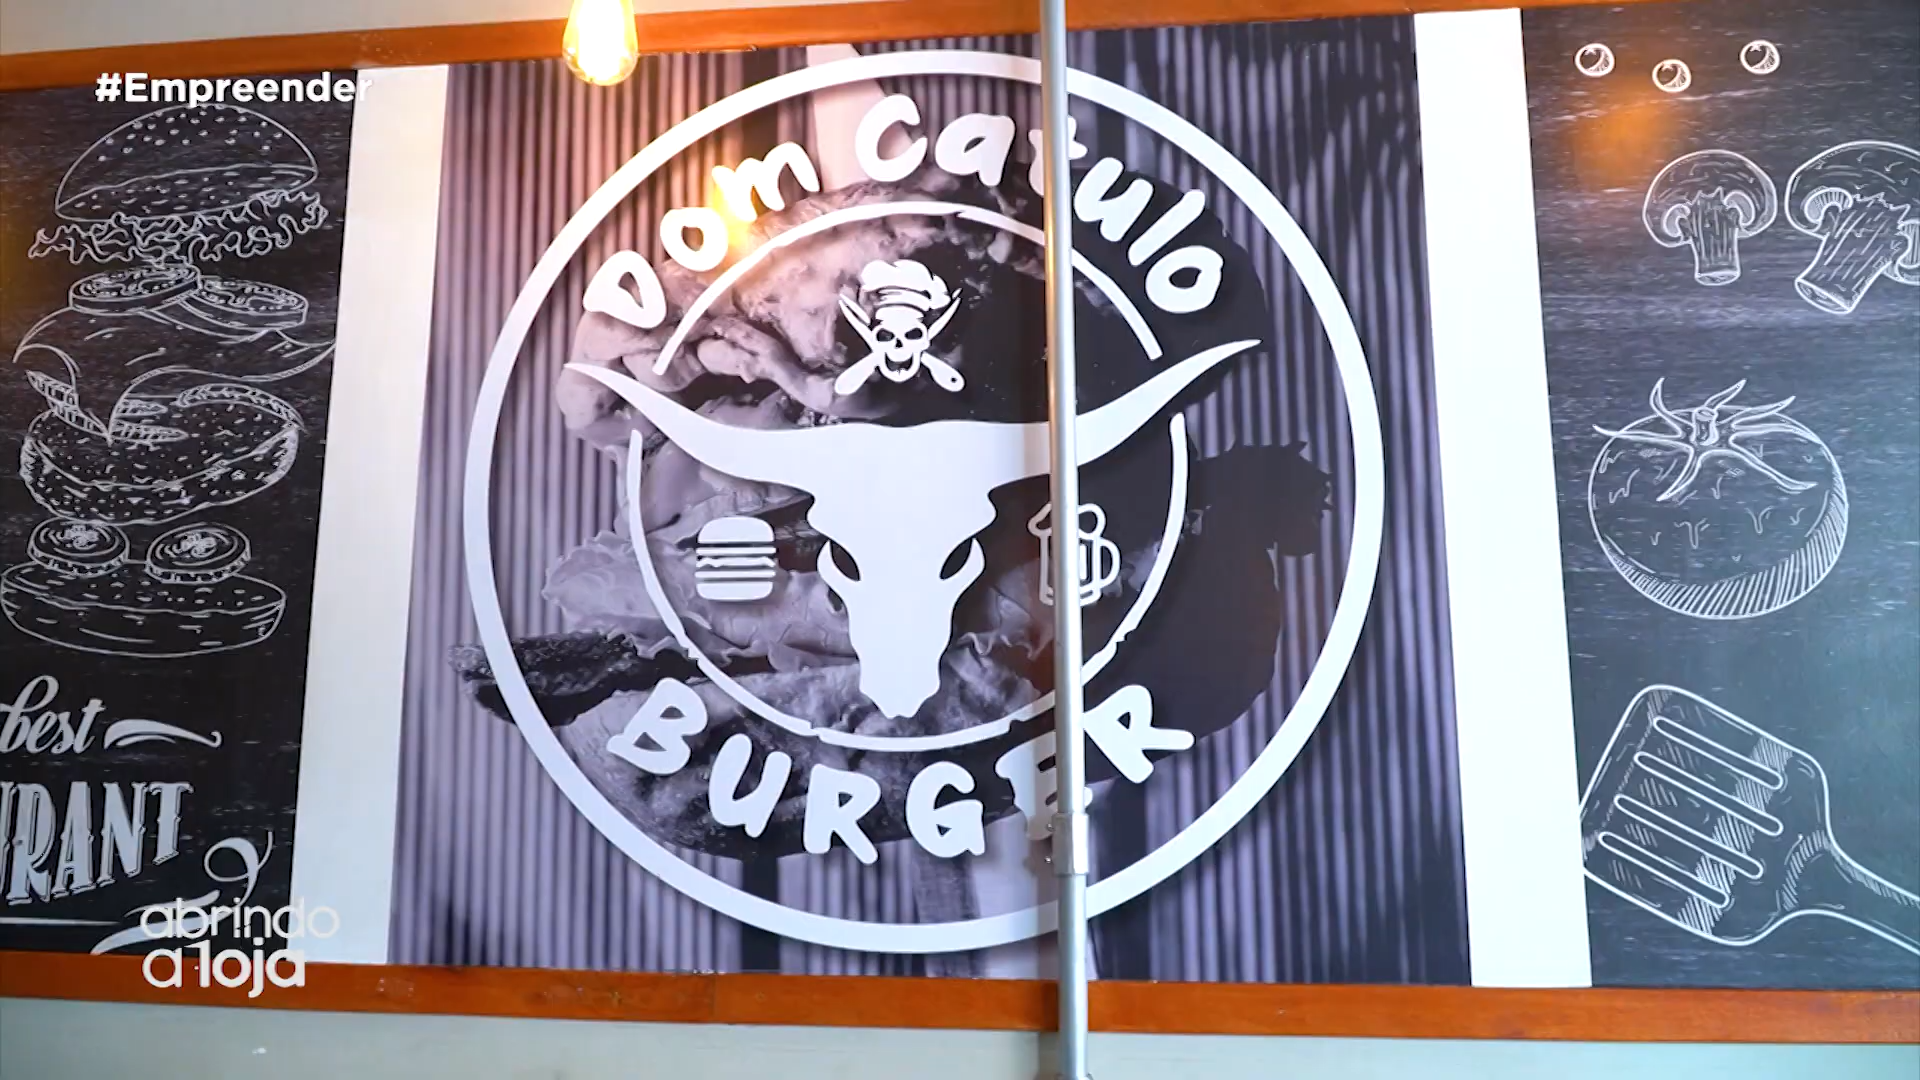 #Empreender
Dom Catulo
BURGER
best
URANT
abrindo
a loja